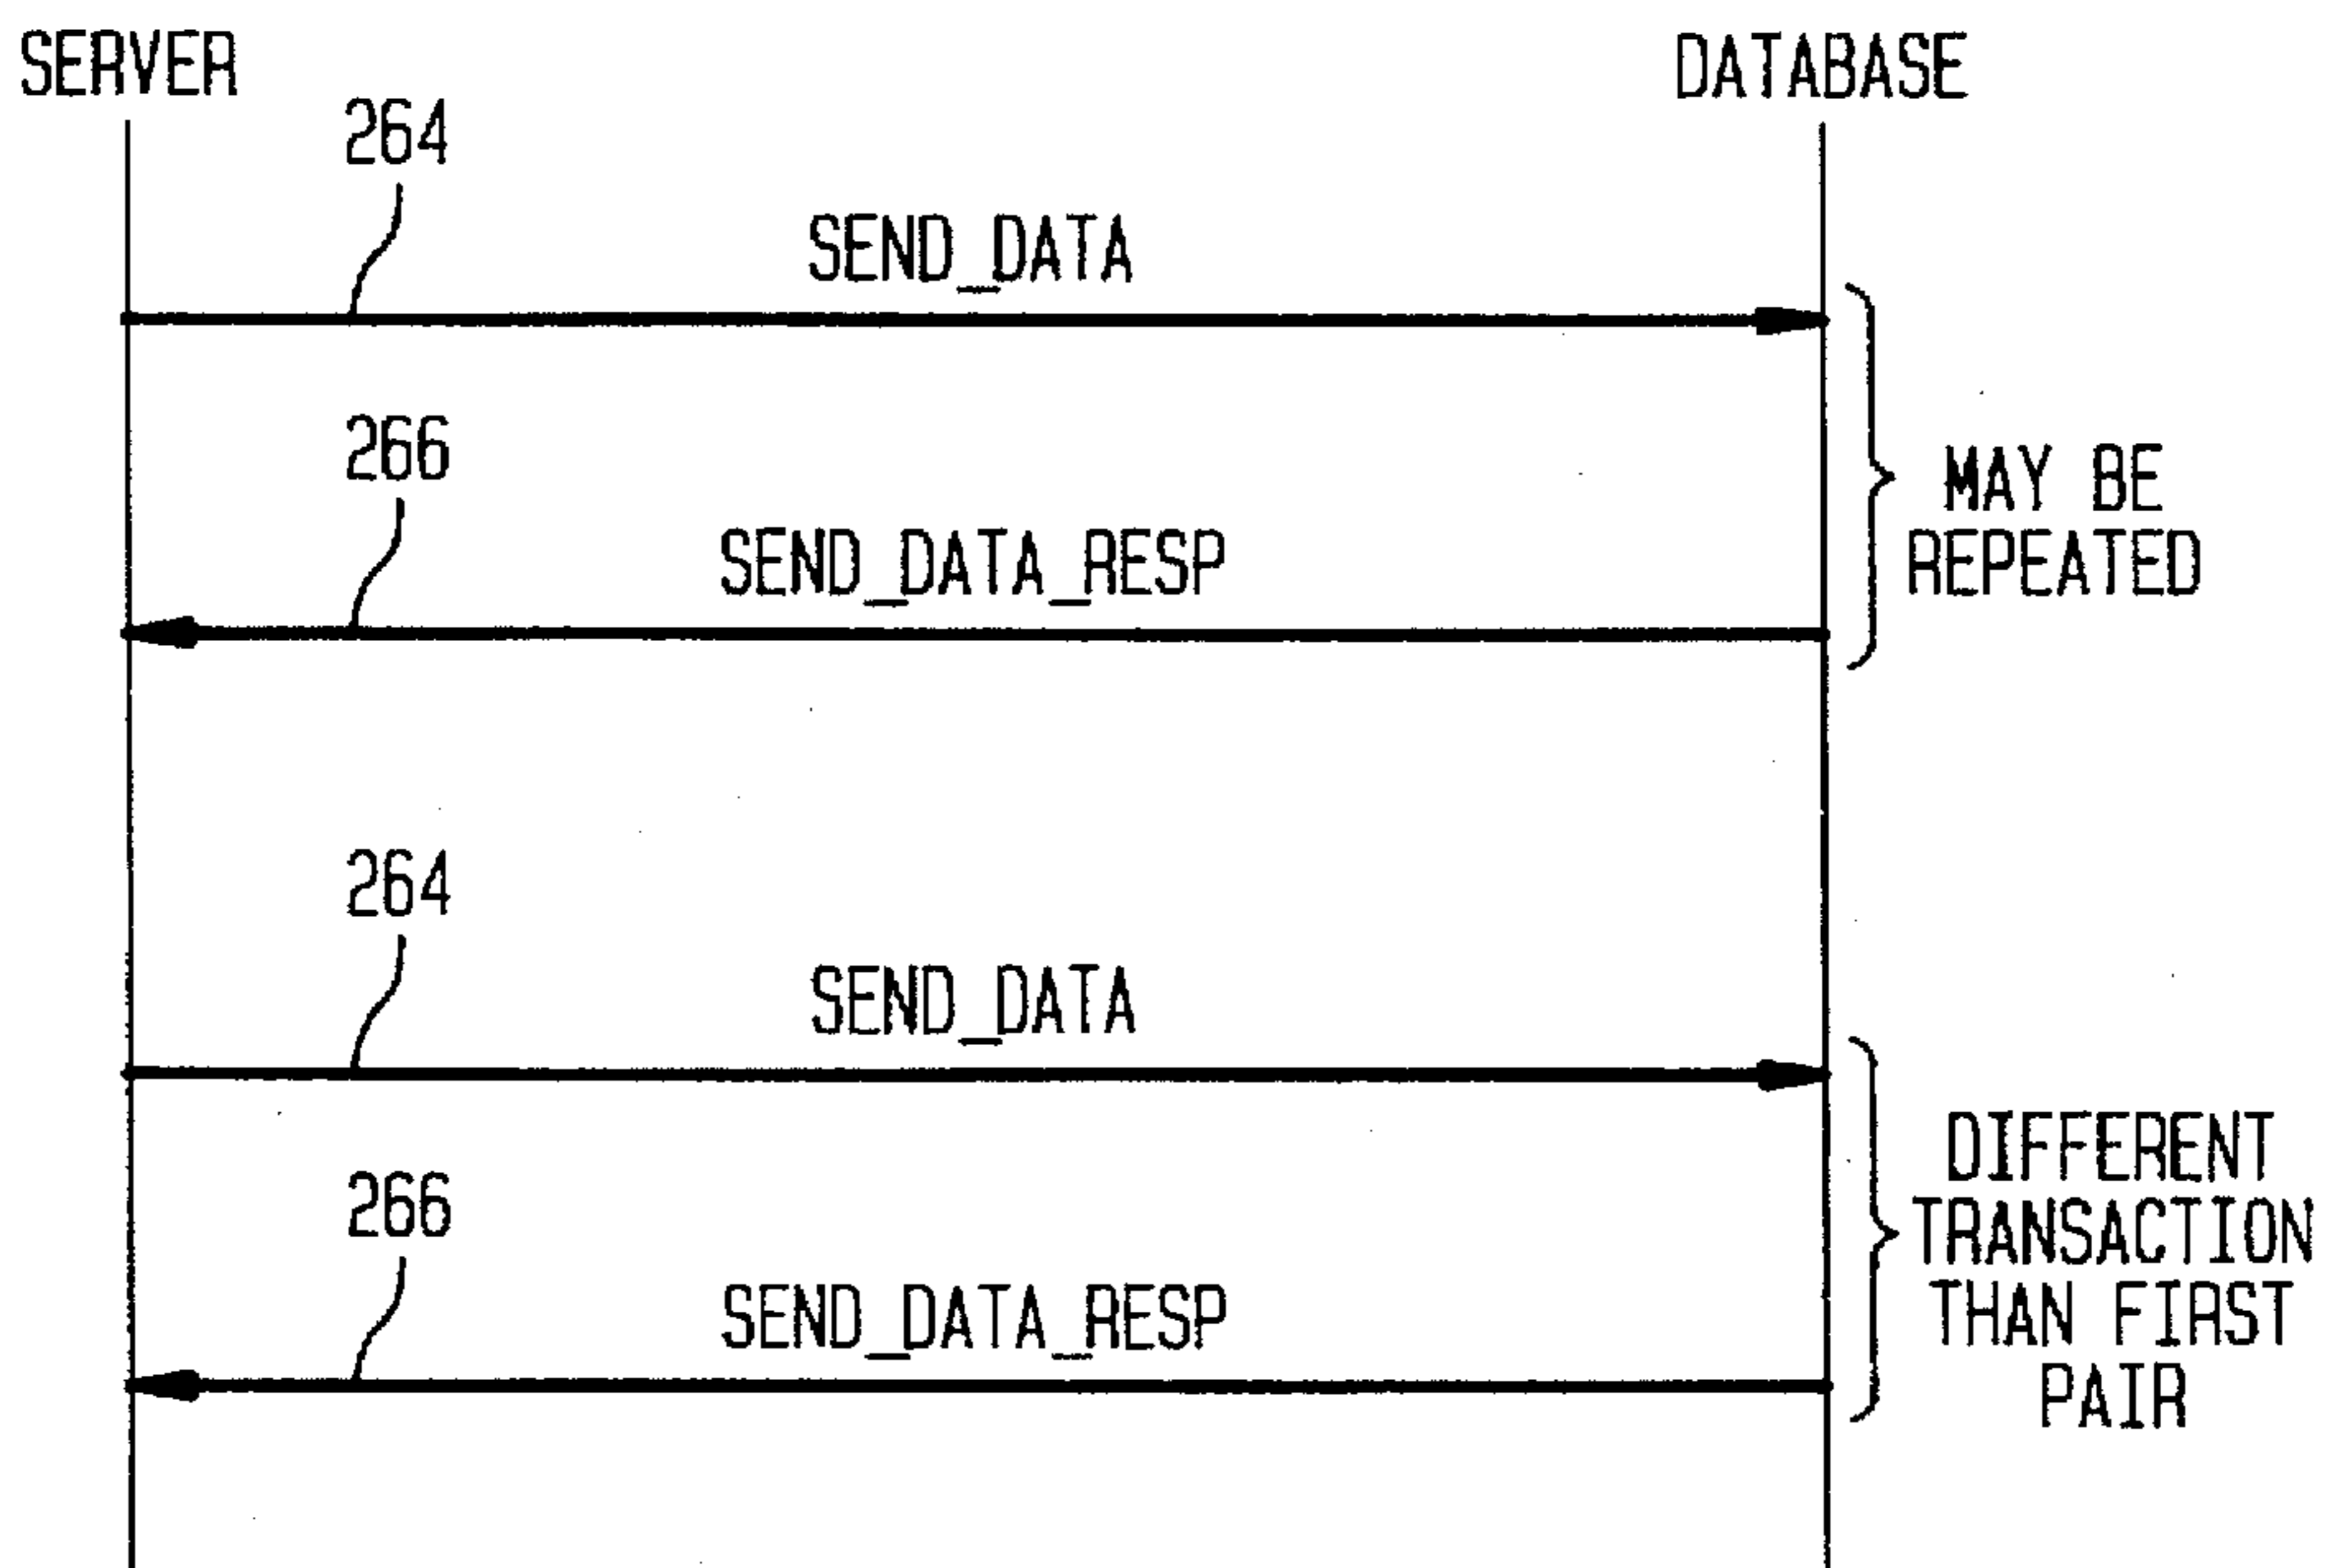 SERVER
DATABASE
264
SEND_DATA
266
SEND_DATA_RESP
MAY BE
REPEATED
264
SEND_DATA
266
SEND_DATA_RESP
DIFFERENT
TRANSACTION
THAN FIRST
PAIR